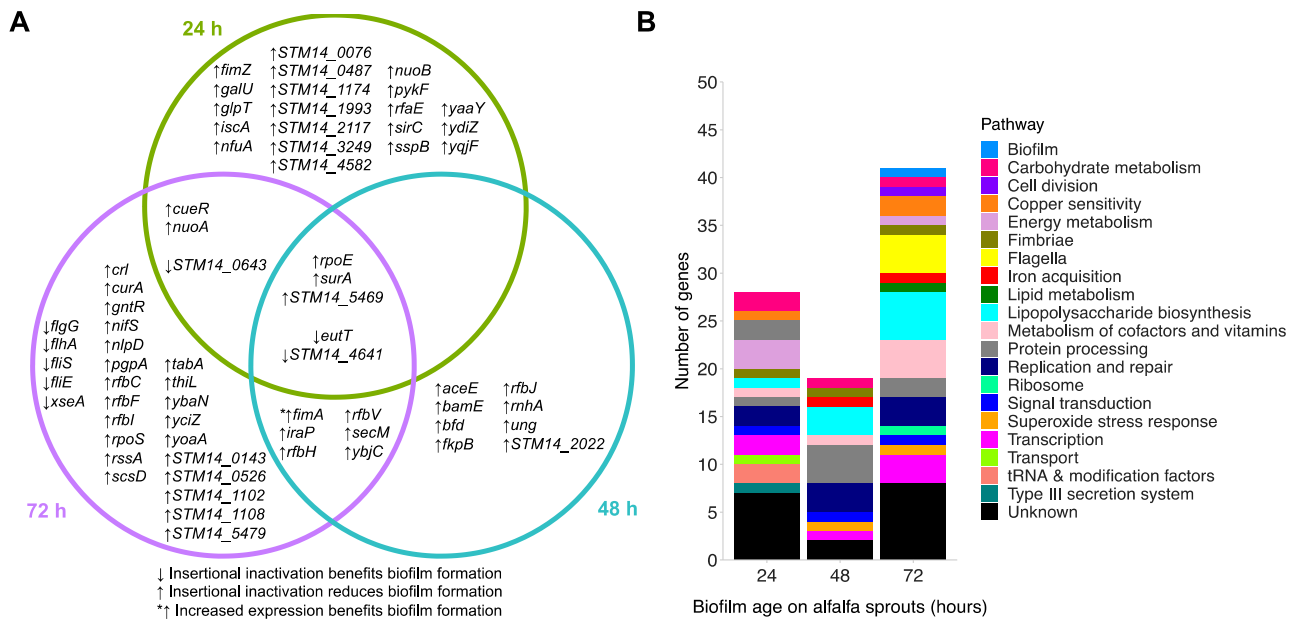 A
24 h
↑STM14_0076
↑fimZ ↑STM14_0487 ↑nuoB
↑galU ↑STM14_1174 ↑pykF
↑glpT ↑STM14_1993 ↑rfaE ↑yaaY
↑iscA ↑STM14_2117 ↑sirC ↑ydiZ
↑nfuA ↑STM14_3249 ↑sspB ↑yqjF
↑STM14_4582
↑cueR
↑nuoA
↓STM14_0643
↑rpoE
↑surA
↑STM14_5469
↓eutT
↓STM14_4641
↑crl
↑curA
↑gntR
↓flgG ↑nifS
↓flhA ↑nlpD
↓fliS ↑pgpA ↑tabA
↓fliE ↑rfbC ↑thiL
↓xseA ↑rfbF ↑ybaN
↑rfbI ↑yciZ
↑rpoS ↑yoaA
↑rssA ↑STM14_0143
↑scsD ↑STM14_0526
↑STM14_1102
↑STM14_1108
↑STM14_5479
72 h
*↑fimA ↑rfbV
↑iraP ↑secM
↑rfbH ↑ybjC
↑aceE ↑rfbJ
↑bamE ↑rnhA
↑bfd ↑ung
↑fkpB ↑STM14_2022
48 h
↓ Insertional inactivation benefits biofilm formation
↑ Insertional inactivation reduces biofilm formation
*↑ Increased expression benefits biofilm formation
B
Number of genes
50
45
40
35
30
25
20
15
10
5
0
24 48 72
Biofilm age on alfalfa sprouts (hours)
Pathway
Biofilm
Carbohydrate metabolism
Cell division
Copper sensitivity
Energy metabolism
Fimbriae
Flagella
Iron acquisition
Lipid metabolism
Lipopolysaccharide biosynthesis
Metabolism of cofactors and vitamins
Protein processing
Replication and repair
Ribosome
Signal transduction
Superoxide stress response
Transcription
Transport
tRNA & modification factors
Type III secretion system
Unknown